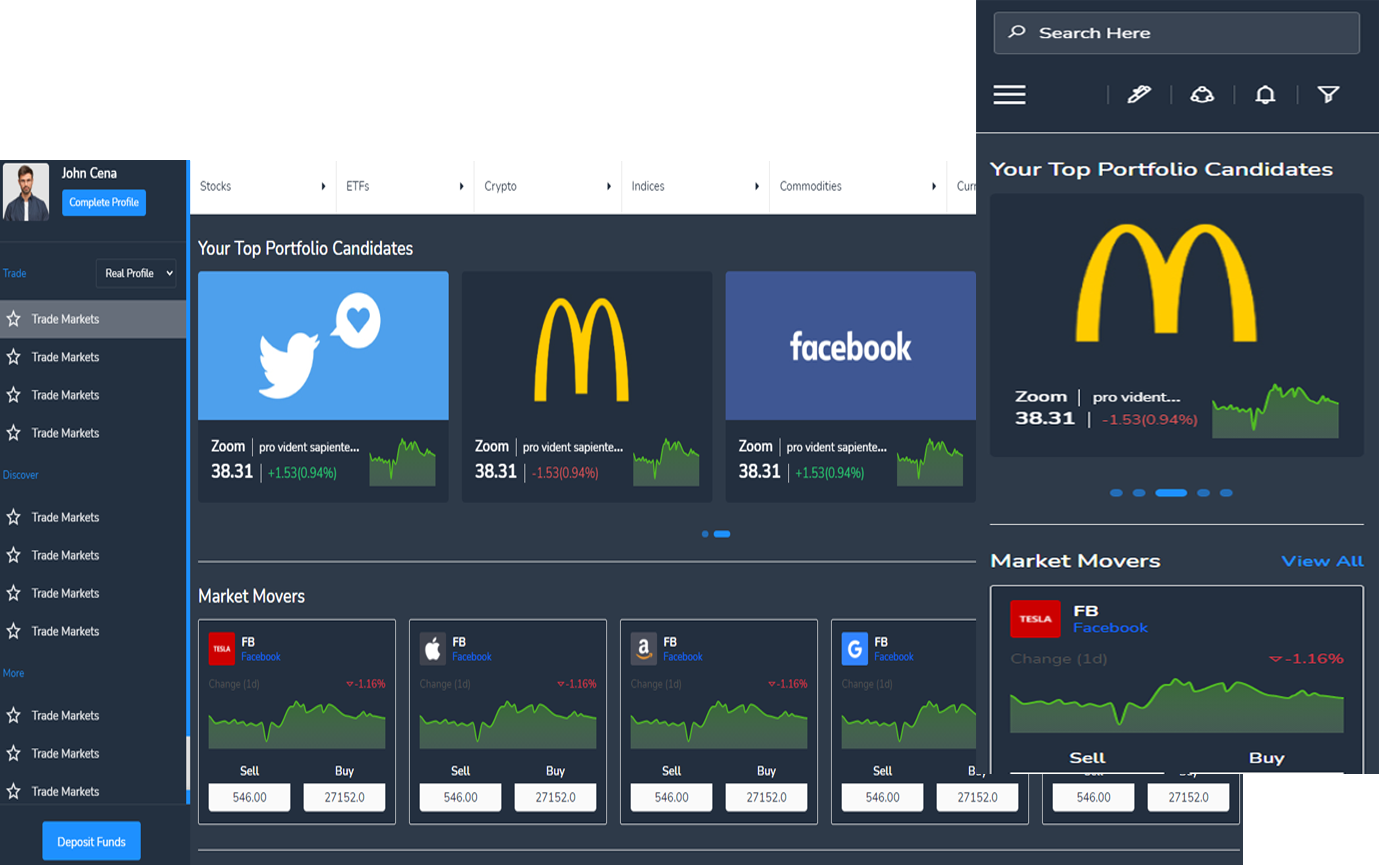 John Cena
Complete Profile
Trade
Real Profile
Trade Markets
Trade Markets
Trade Markets
Trade Markets
Discover
Trade Markets
Trade Markets
Trade Markets
Trade Markets
More
Trade Markets
Trade Markets
Trade Markets
Deposit Funds
Stocks
ETFs
Crypto
Indices
Commodities
Your Top Portfolio Candidates
Zoom pro vident sapiente...
38.31 +1.53(0.94%)
Zoom pro vident sapiente...
38.31 -1.53(0.94%)
facebook
Zoom pro vident sapiente...
38.31 +1.53(0.94%)
Market Movers
TESLA
FB
Facebook
Change (1d) -1.16%
Sell Buy
546.00 27152.0
FB
Facebook
Change (1d) -1.16%
Sell Buy
546.00 27152.0
a
FB
Facebook
Change (1d) -1.16%
Sell Buy
546.00 27152.0
G
FB
Facebook
Change (1d)
Sell
546.00 27152.0
546.00 27152.0
Search Here
Your Top Portfolio Candidates
Zoom pro vident...
38.31 -1.53(0.94%)
Market Movers View All
TESLA
FB
Facebook
Change (1d) -1.16%
Sell Buy